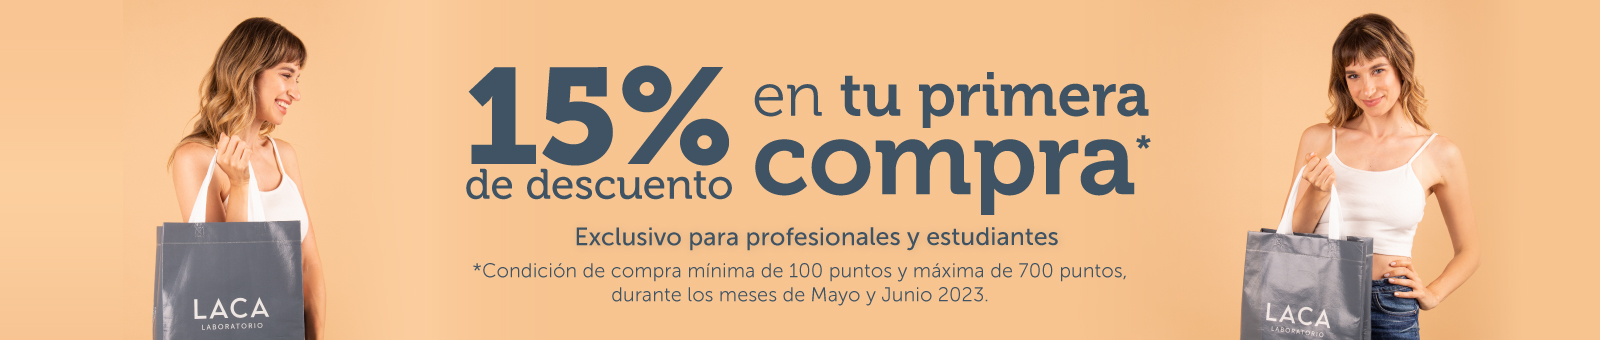 15%
de descuento
en tu primera
compra*
Exclusivo para profesionales y estudiantes
*Condición de compra mínima de 100 puntos y máxima de 700 puntos,
durante los meses de Mayo y Junio 2023.
LACA
LABORATORIO
LACA
LABORATORIO